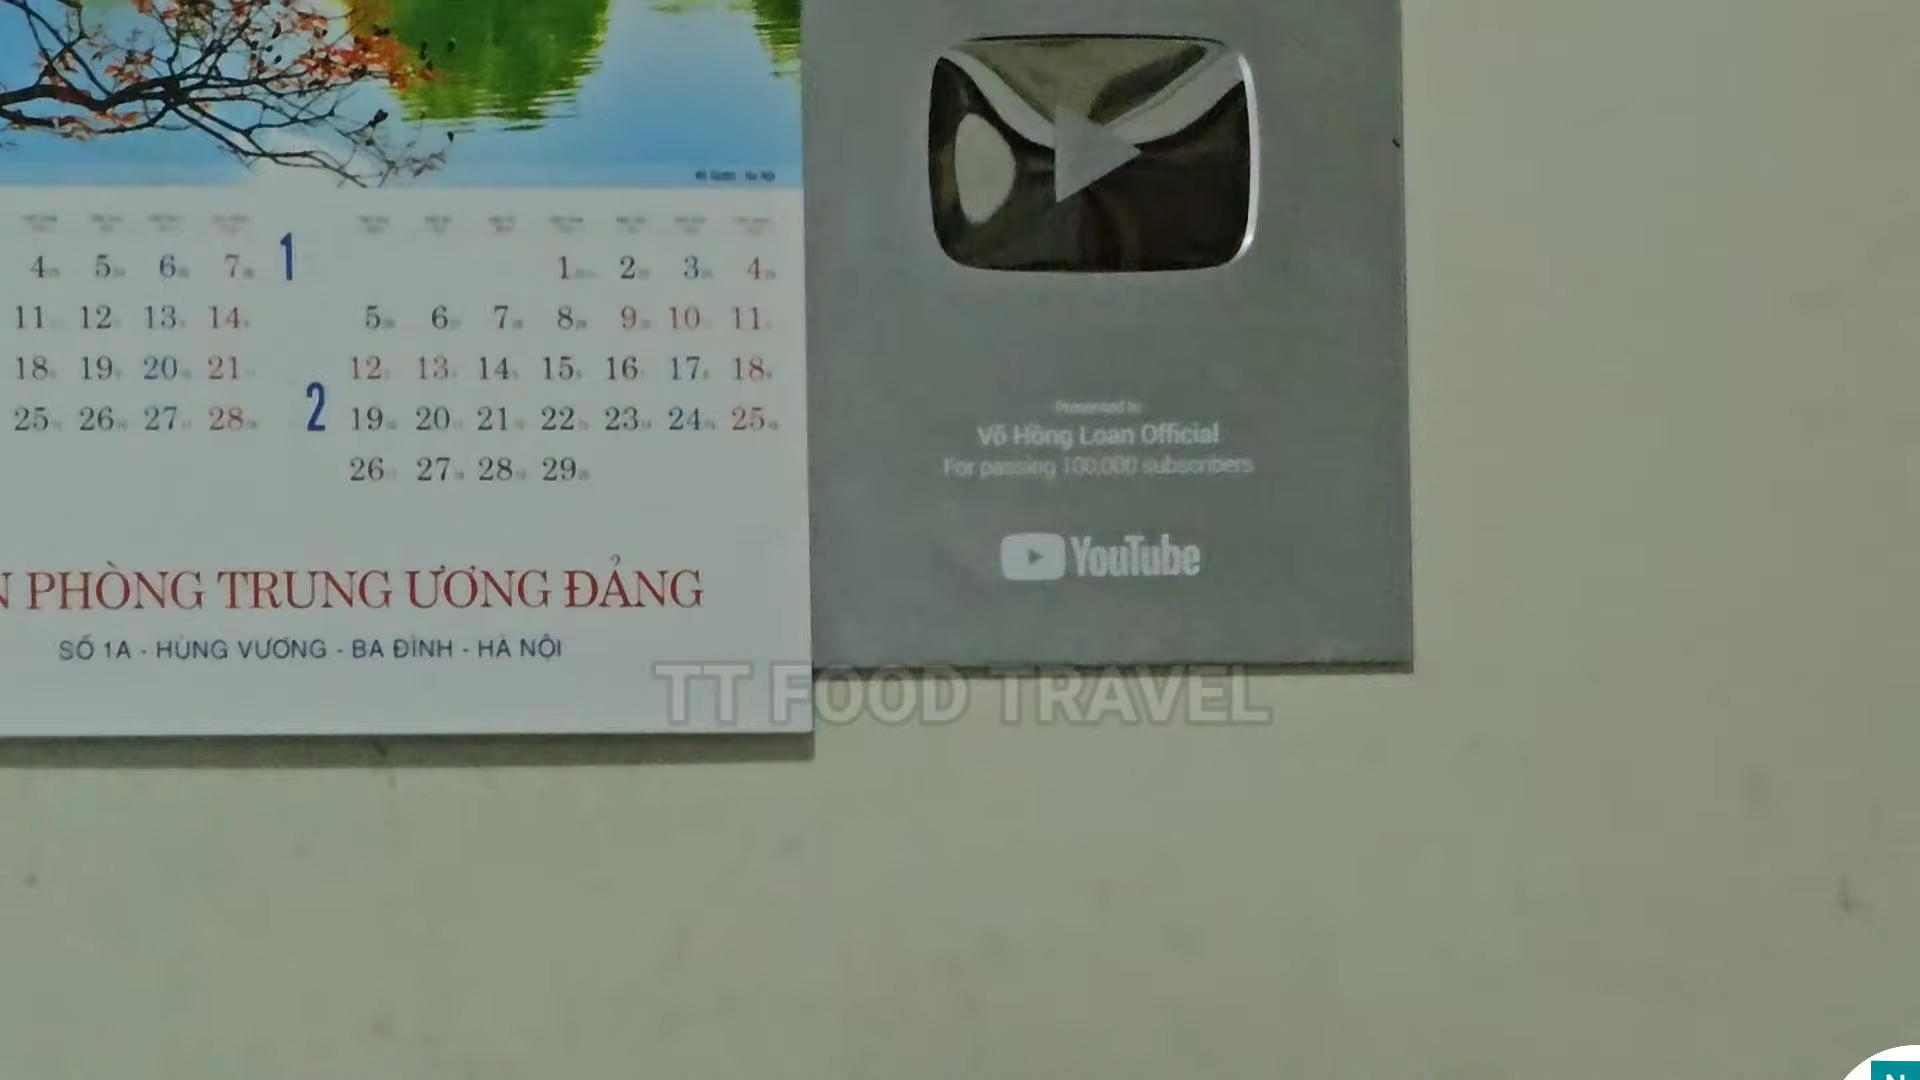 4 5 6 7 1 1 2 3 4
11 12 13 14 5 6 7 8 9 10 11
18 19 20 21 2 12 13 14 15 16 17 18
25 26 27 28 19 20 21 22 23 24 25
26 27 28 29
N PHÒNG TRUNG ƯƠNG ĐẢNG
SỐ 1A - HÙNG VƯƠNG - BA ĐÌNH - HÀ NỘI
Presented to
Võ Hồng Loan Official
For passing 100,000 subscribers
YouTube
TT FOOD TRAVEL
N